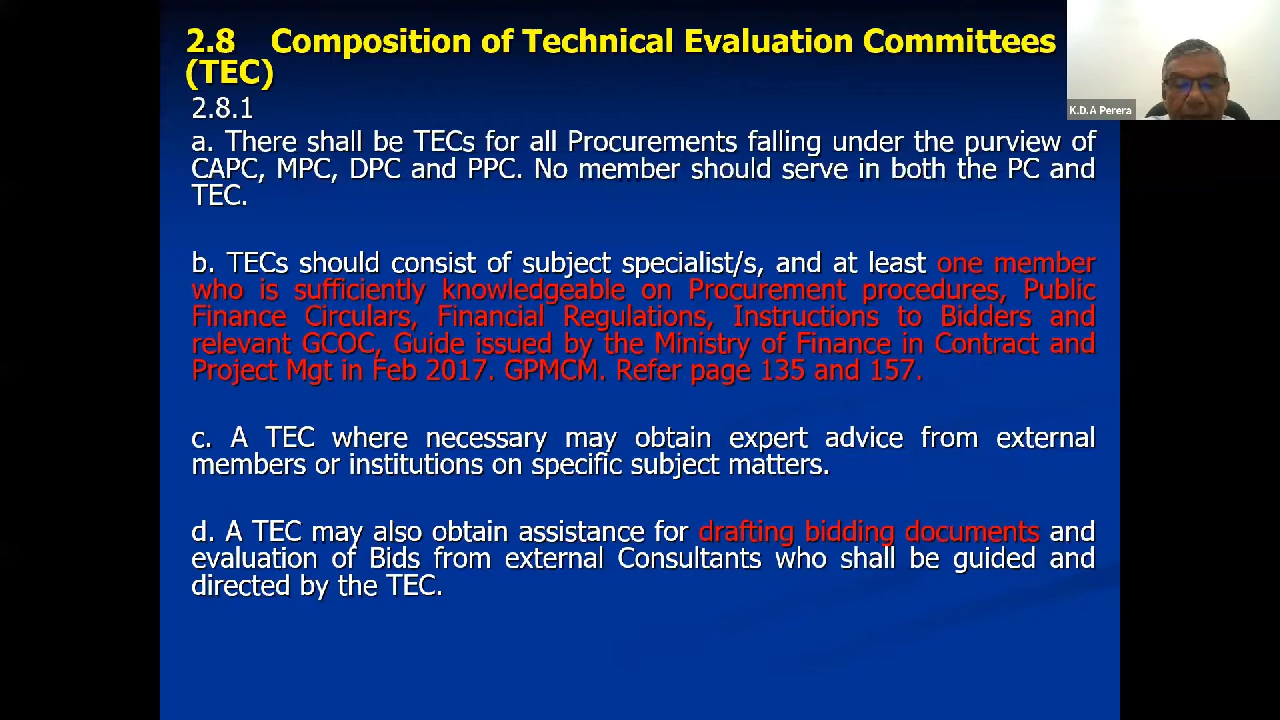 2.8 Composition of Technical Evaluation Committees
(TEC)
2.8.1
a. There shall be TECs for all Procurements falling under the purview of
CAPC, MPC, DPC and PPC. No member should serve in both the PC and
TEC.
b. TECs should consist of subject specialist/s, and at least one member
who is sufficiently knowledgeable on Procurement procedures, Public
Finance Circulars, Financial Regulations, Instructions to Bidders and
relevant GCOC, Guide issued by the Ministry of Finance in Contract and
Project Mgt in Feb 2017. GPMCM. Refer page 135 and 157.
c. A TEC where necessary may obtain expert advice from external
members or institutions on specific subject matters.
d. A TEC may also obtain assistance for drafting bidding documents and
evaluation of Bids from external Consultants who shall be guided and
directed by the TEC.
K.D.A Perera